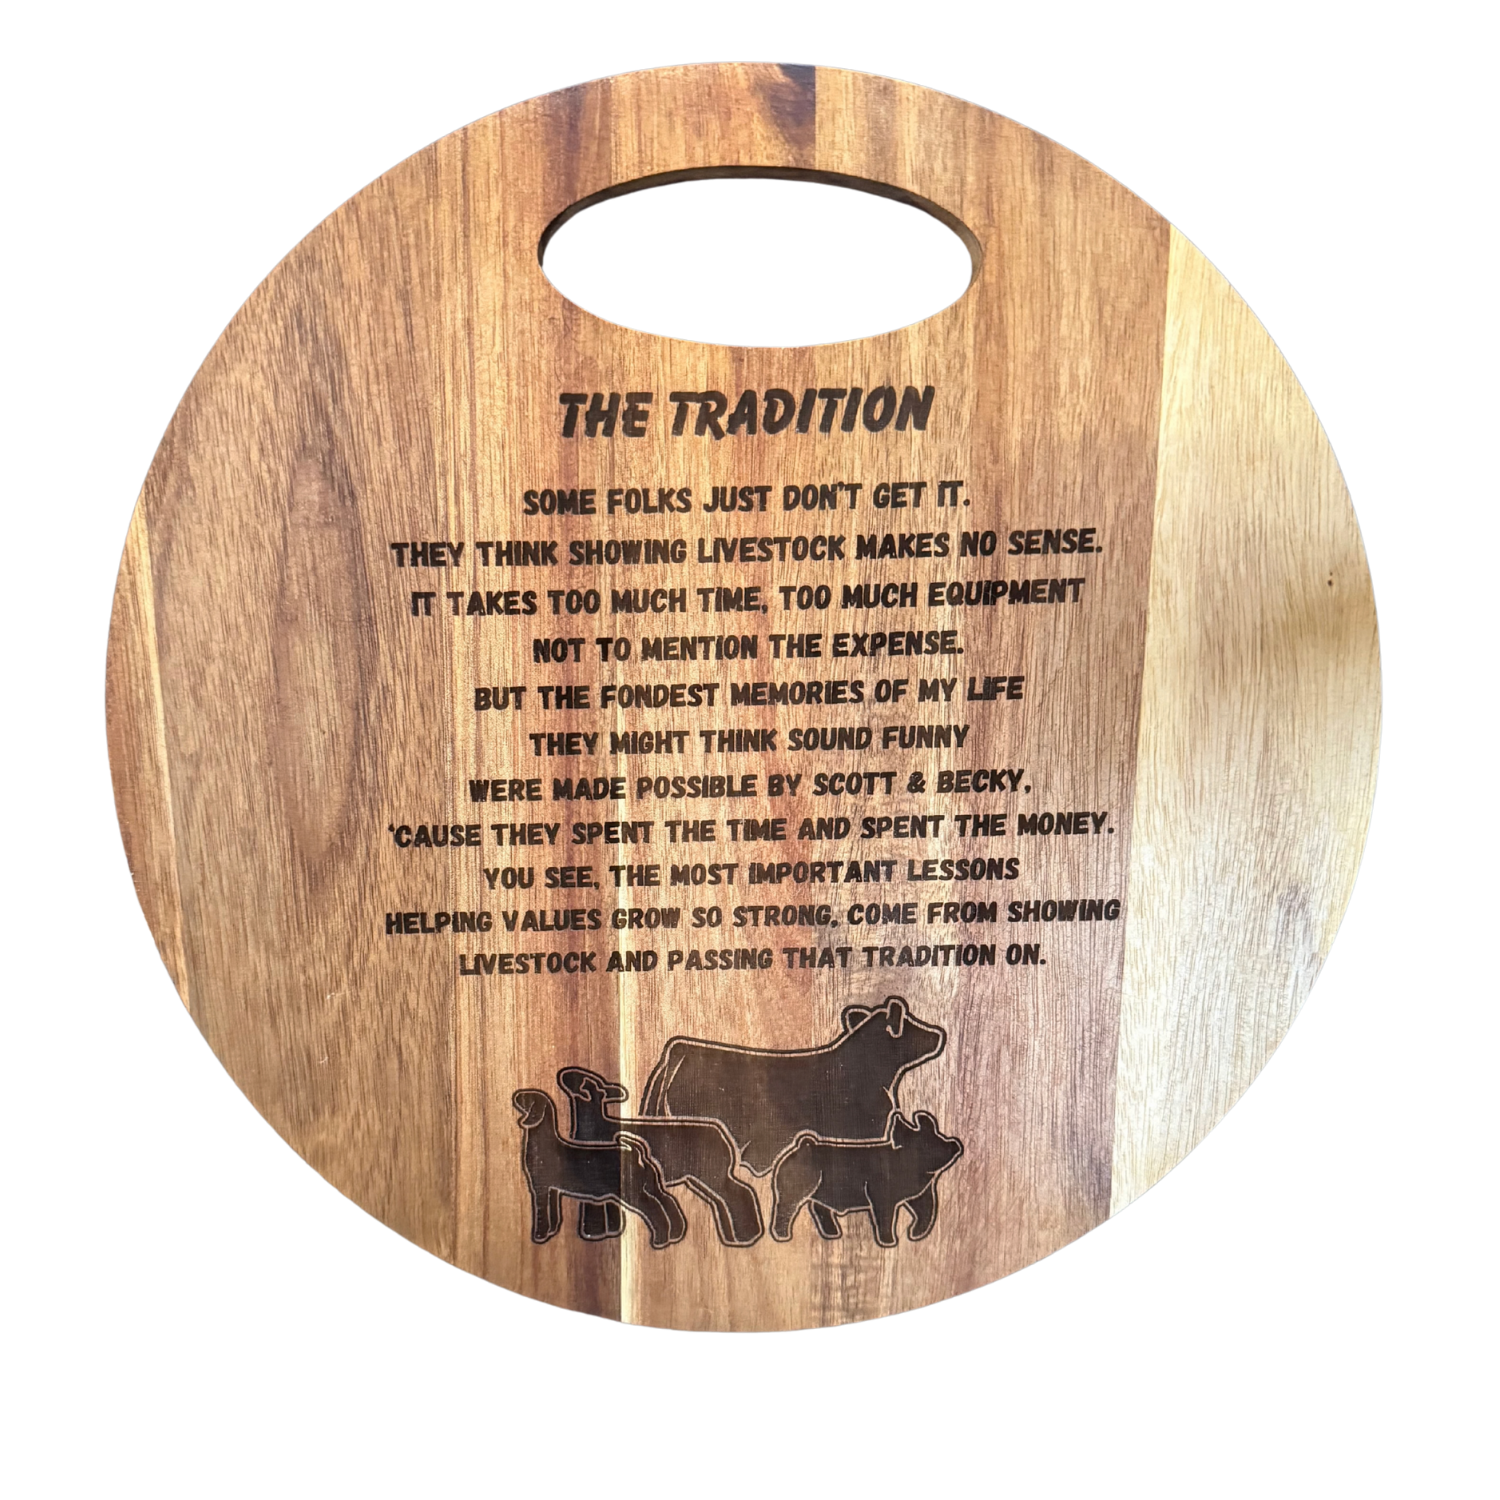 THE TRADITION
SOME FOLKS JUST DON'T GET IT.
THEY THINK SHOWING LIVESTOCK MAKES NO SENSE.
IT TAKES TOO MUCH TIME, TOO MUCH EQUIPMENT
NOT TO MENTION THE EXPENSE.
BUT THE FONDEST MEMORIES OF MY LIFE
THEY MIGHT THINK SOUND FUNNY
WERE MADE POSSIBLE BY SCOTT & BECKY,
'CAUSE THEY SPENT THE TIME AND SPENT THE MONEY.
YOU SEE, THE MOST IMPORTANT LESSONS
HELPING VALUES GROW SO STRONG, COME FROM SHOWING
LIVESTOCK AND PASSING THAT TRADITION ON.